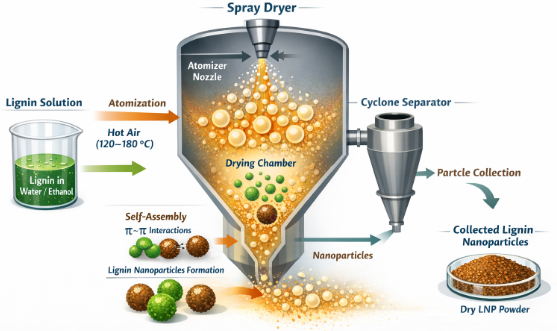 Spray Dryer
Atomizer
Nozzle
Lignin Solution
Atomization
Hot Air
(120–180 °C)
Lignin in
Water / Ethanol
Cyclone Separator
Drying Chamber
Partcle Collection
Self-Assembly
π–π Interactions
Nanoparticles
Lignin Nanoparticles Formation
Collected Lignin
Nanoparticles
Dry LNP Powder